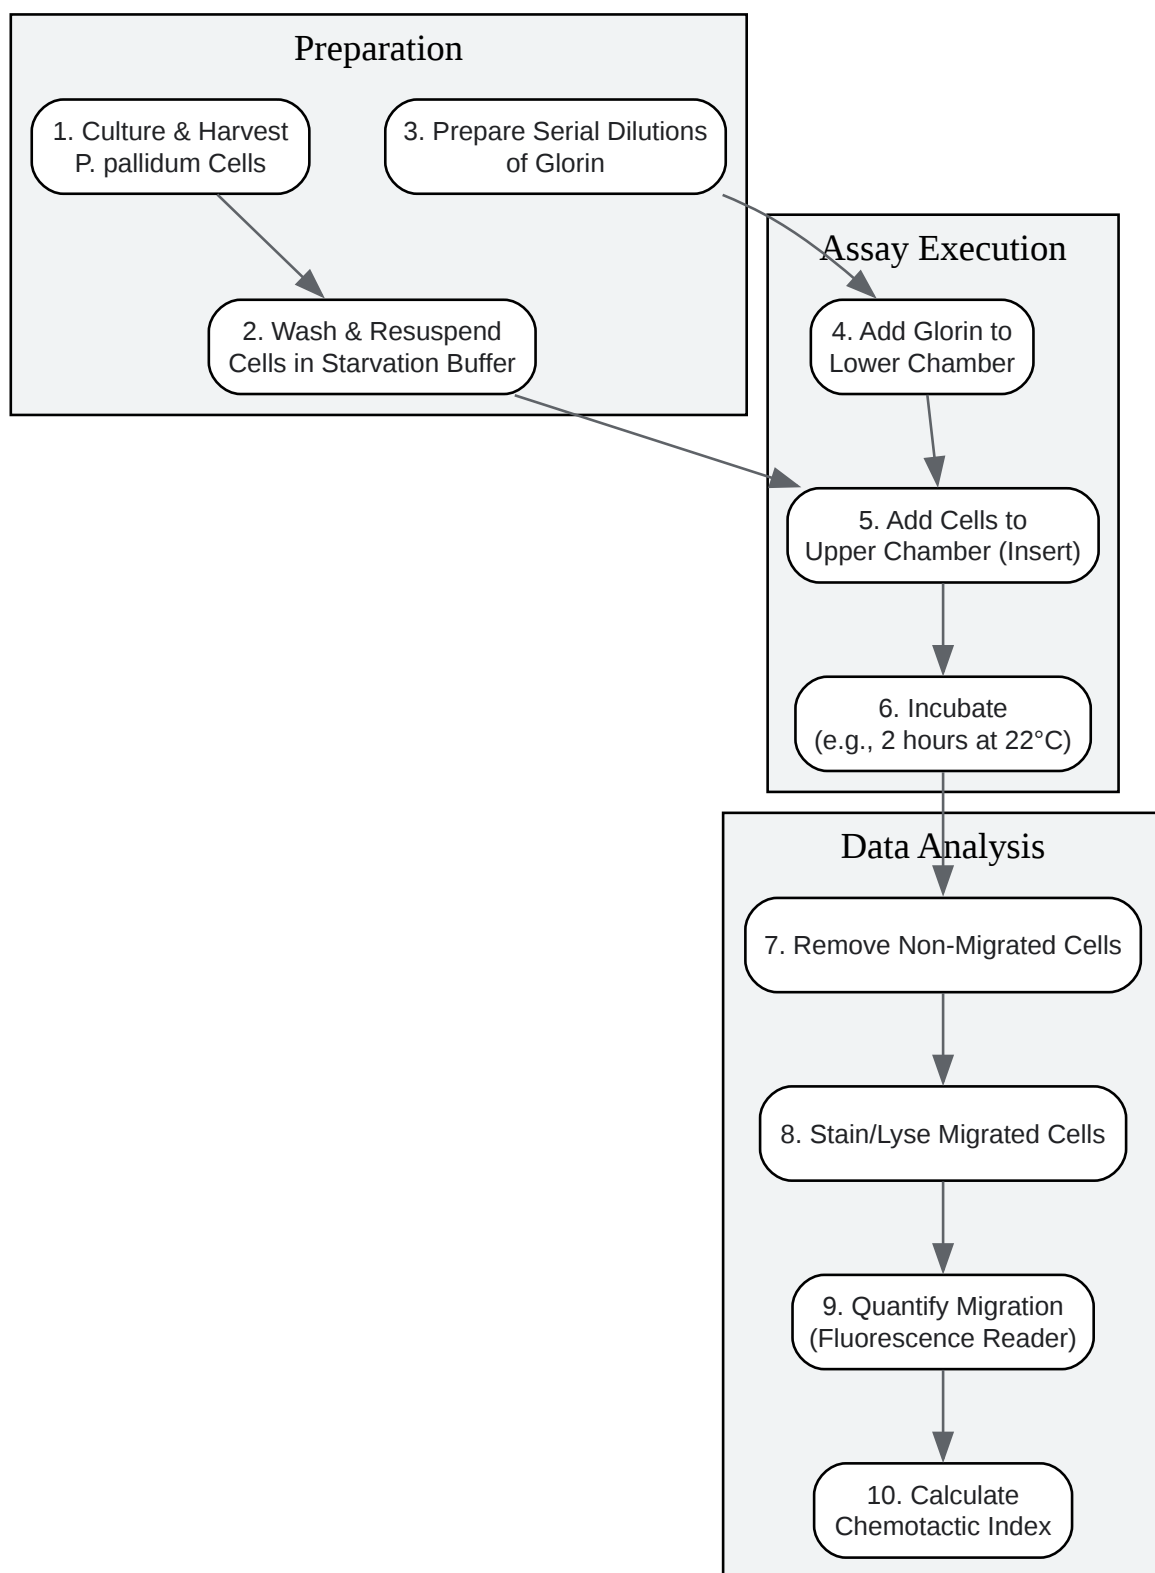 Preparation
1. Culture & Harvest
P. pallidum Cells
3. Prepare Serial Dilutions
of Glorin
2. Wash & Resuspend
Cells in Starvation Buffer
Assay Execution
4. Add Glorin to
Lower Chamber
5. Add Cells to
Upper Chamber (Insert)
6. Incubate
(e.g., 2 hours at 22°C)
Data Analysis
7. Remove Non-Migrated Cells
8. Stain/Lyse Migrated Cells
9. Quantify Migration
(Fluorescence Reader)
10. Calculate
Chemotactic Index